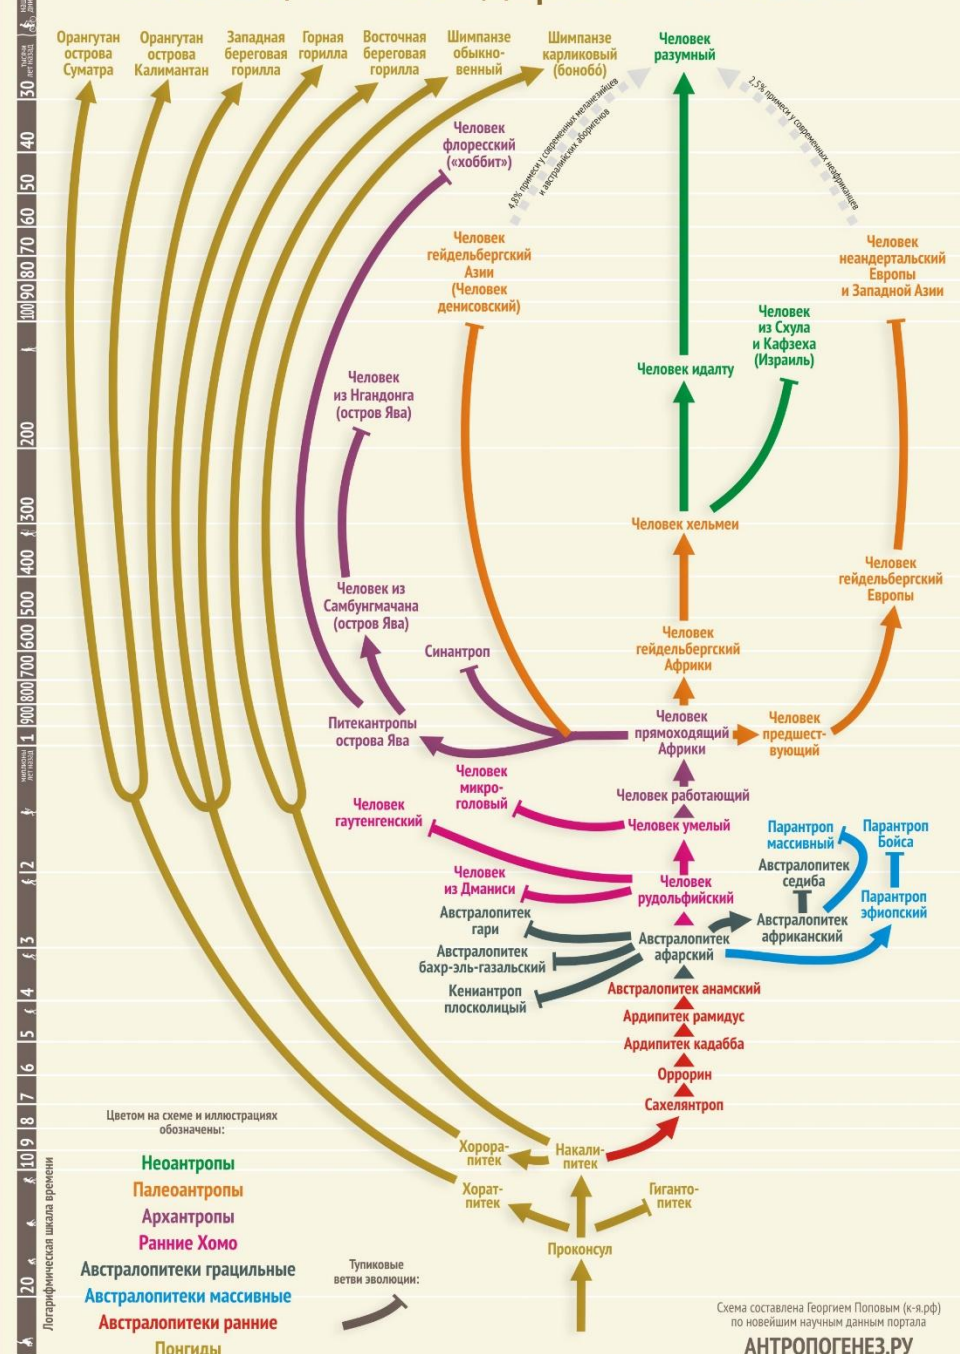 Орангутан
острова
Суматра
Орангутан
острова
Калимантан
Западная
береговая
горилла
Горная
горилла
Восточная
береговая
горилла
Шимпанзе
обыкно-
венный
Шимпанзе
карликовый
(бонобо́)
Человек
разумный
4,8% примеси у современных меланезийцев
и австралийских аборигенов
2,5% примеси у современных неафриканцев
тысячи
лет назад
30
40
50
60
70
80
90
100
200
300
400
500
600
700
800
900
1
миллионы
лет назад
2
3
4
5
6
7
8
9
10
20
Логарифмическая шкала времени
Человек
флоресский
(«хоббит»)
Человек
гейдельбергский
Азии
(Человек
денисовский)
Человек
неандертальский
Европы
и Западной Азии
Человек
из Схула
и Кафзеха
(Израиль)
Человек идалту
Человек
из Нгандонга
(остров Ява)
Человек хельмеи
Человек
гейдельбергский
Европы
Человек из
Самбунгмачана
(остров Ява)
Синантроп
Человек
гейдельбергский
Африки
Питекантропы
острова Ява
Человек
прямоходящий
Африки
Человек
предшест-
вующий
Человек
микро-
головый
Человек работающий
Человек
гаутенгенский
Человек умелый
Парантроп
массивный
Парантроп
Бойса
Австралопитек
седиба
Человек
из Дманиси
Человек
рудольфийский
Парантроп
эфиопский
Австралопитек
гари
Австралопитек
африканский
Австралопитек
афарский
Австралопитек
бахр-эль-газальский
Кениантроп
плосколицый
Австралопитек анамский
Ардипитек рамидус
Ардипитек кадабба
Оррорин
Сахелянтроп
Хорора-
питек
Накали-
питек
Хорат-
питек
Гиганто-
питек
Проконсул
Цветом на схеме и иллюстрациях
обозначены:
Неоантропы
Палеоантропы
Архантропы
Ранние Хомо
Австралопитеки грацильные
Австралопитеки массивные
Австралопитеки ранние
Понгиды
Тупиковые
ветви эволюции:
Схема составлена Георгием Поповым (к-я.рф)
по новейшим научным данным портала
АНТРОПОГЕНЕЗ.РУ